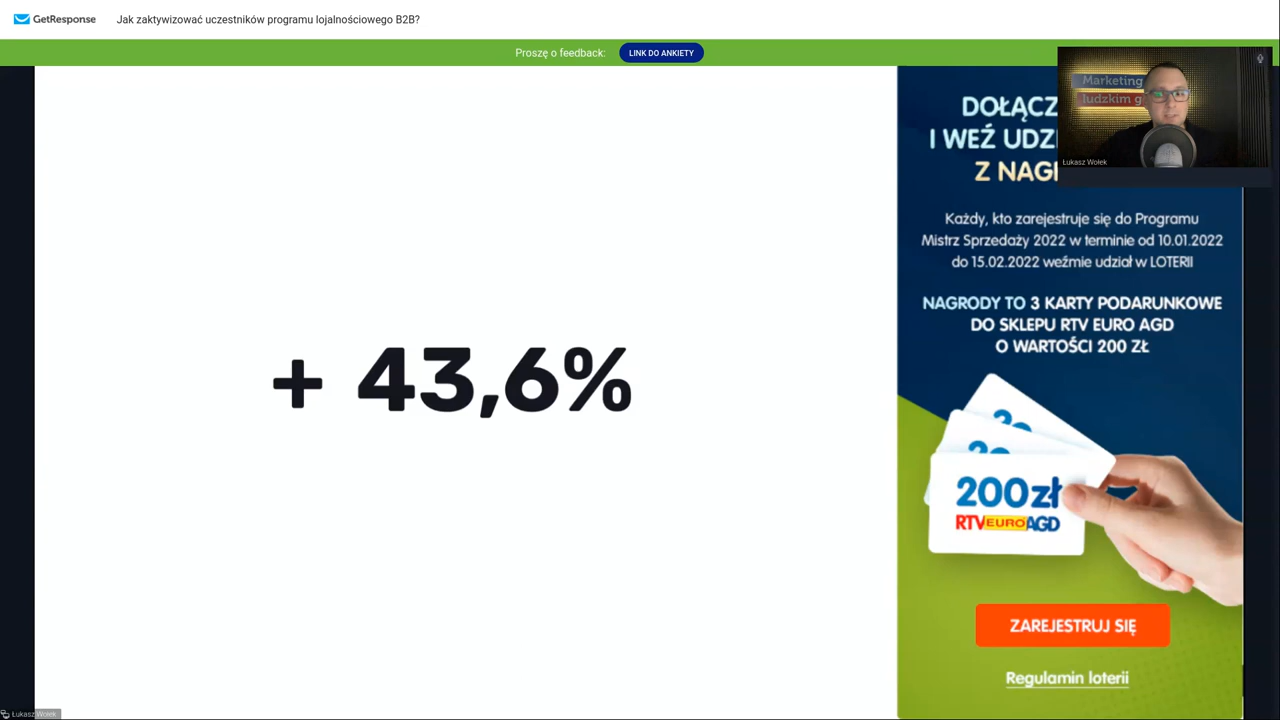 GetResponse
Jak zaktywizować uczestników programu lojalnościowego B2B?
Proszę o feedback:
LINK DO ANKIETY
Marketing
ludzkim g
Łukasz Wołek
+ 43,6%
DOŁĄCZ
I WEŹ UDZ
Z NAG
Każdy, kto zarejestruje się do Programu
Mistrz Sprzedaży 2022 w terminie od 10.01.2022
do 15.02.2022 weźmie udział w LOTERII
NAGRODY TO 3 KARTY PODARUNKOWE
DO SKLEPU RTV EURO AGD
O WARTOŚCI 200 ZŁ
200 zł
RTV EURO AGD
ZAREJESTRUJ SIĘ
Regulamin loterii
Łukasz Wołek